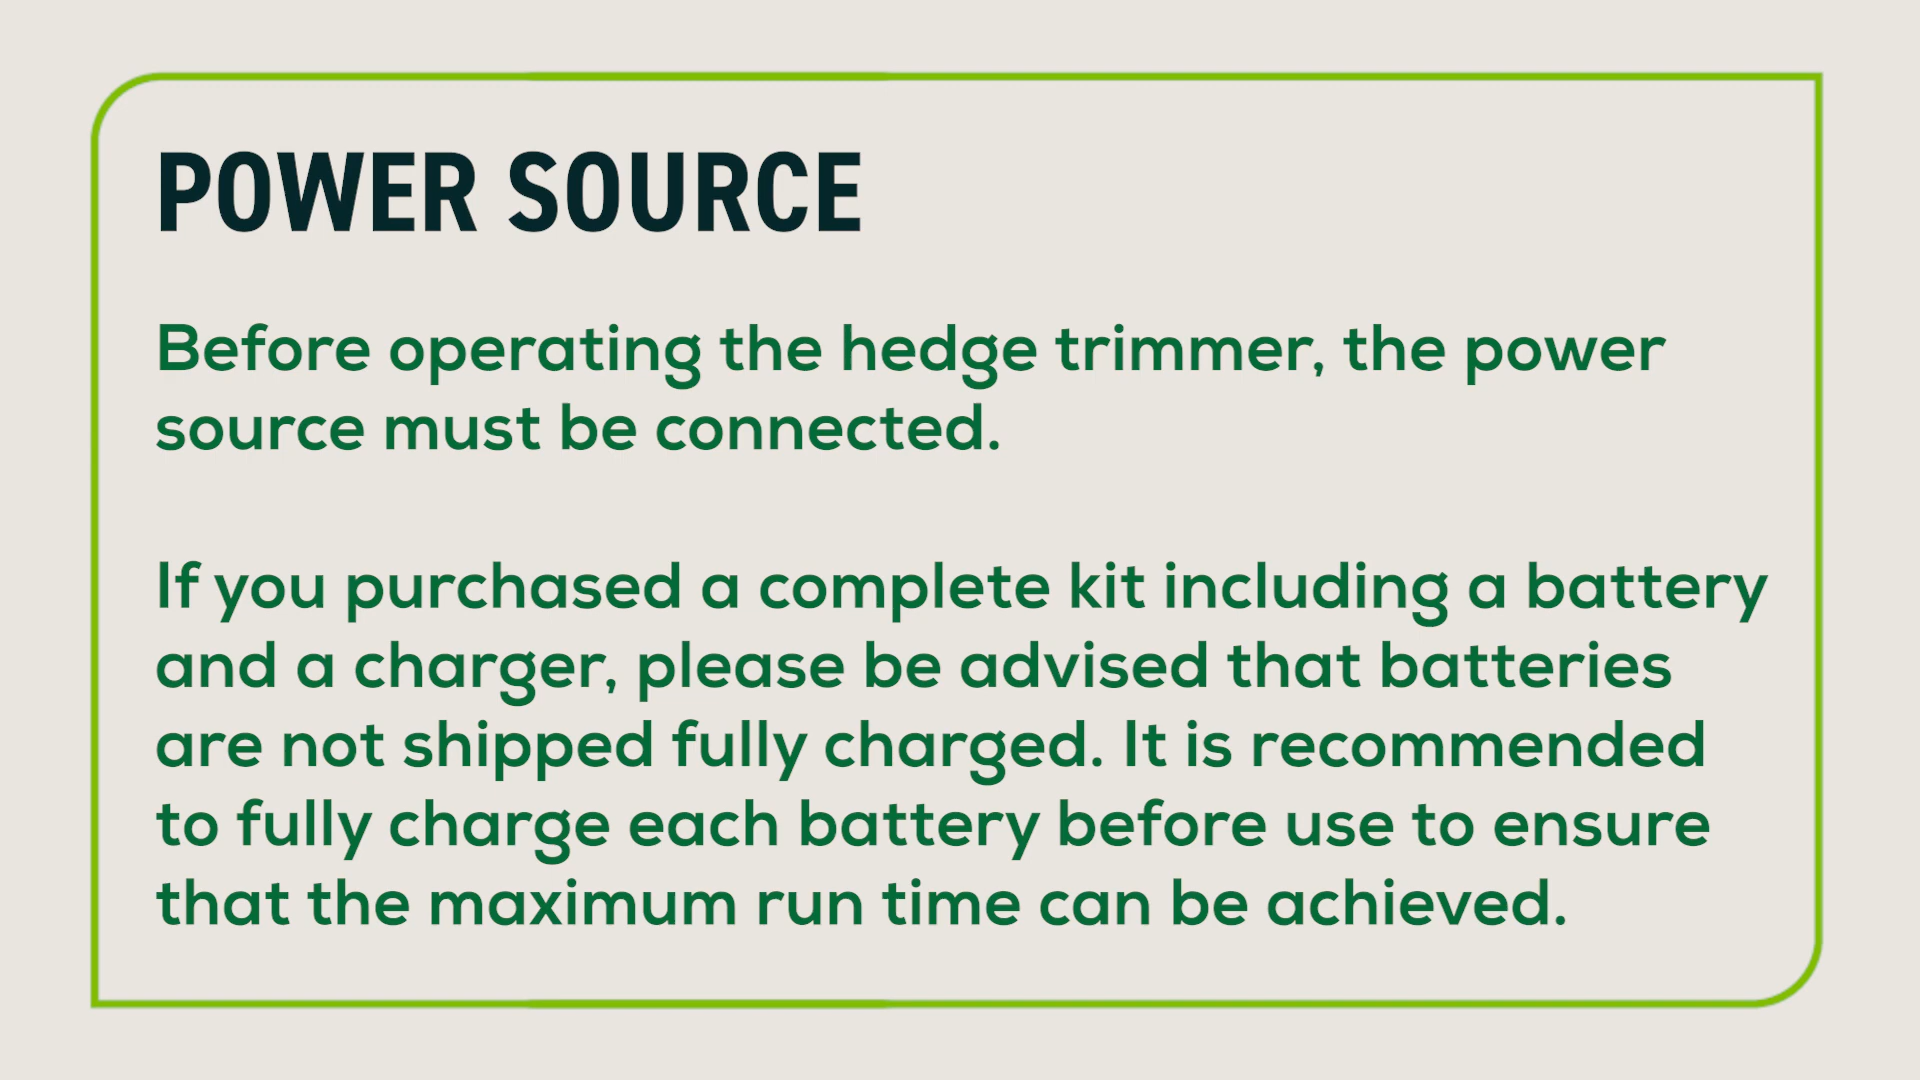 POWER SOURCE
Before operating the hedge trimmer, the power
source must be connected.
If you purchased a complete kit including a battery
and a charger, please be advised that batteries
are not shipped fully charged. It is recommended
to fully charge each battery before use to ensure
that the maximum run time can be achieved.